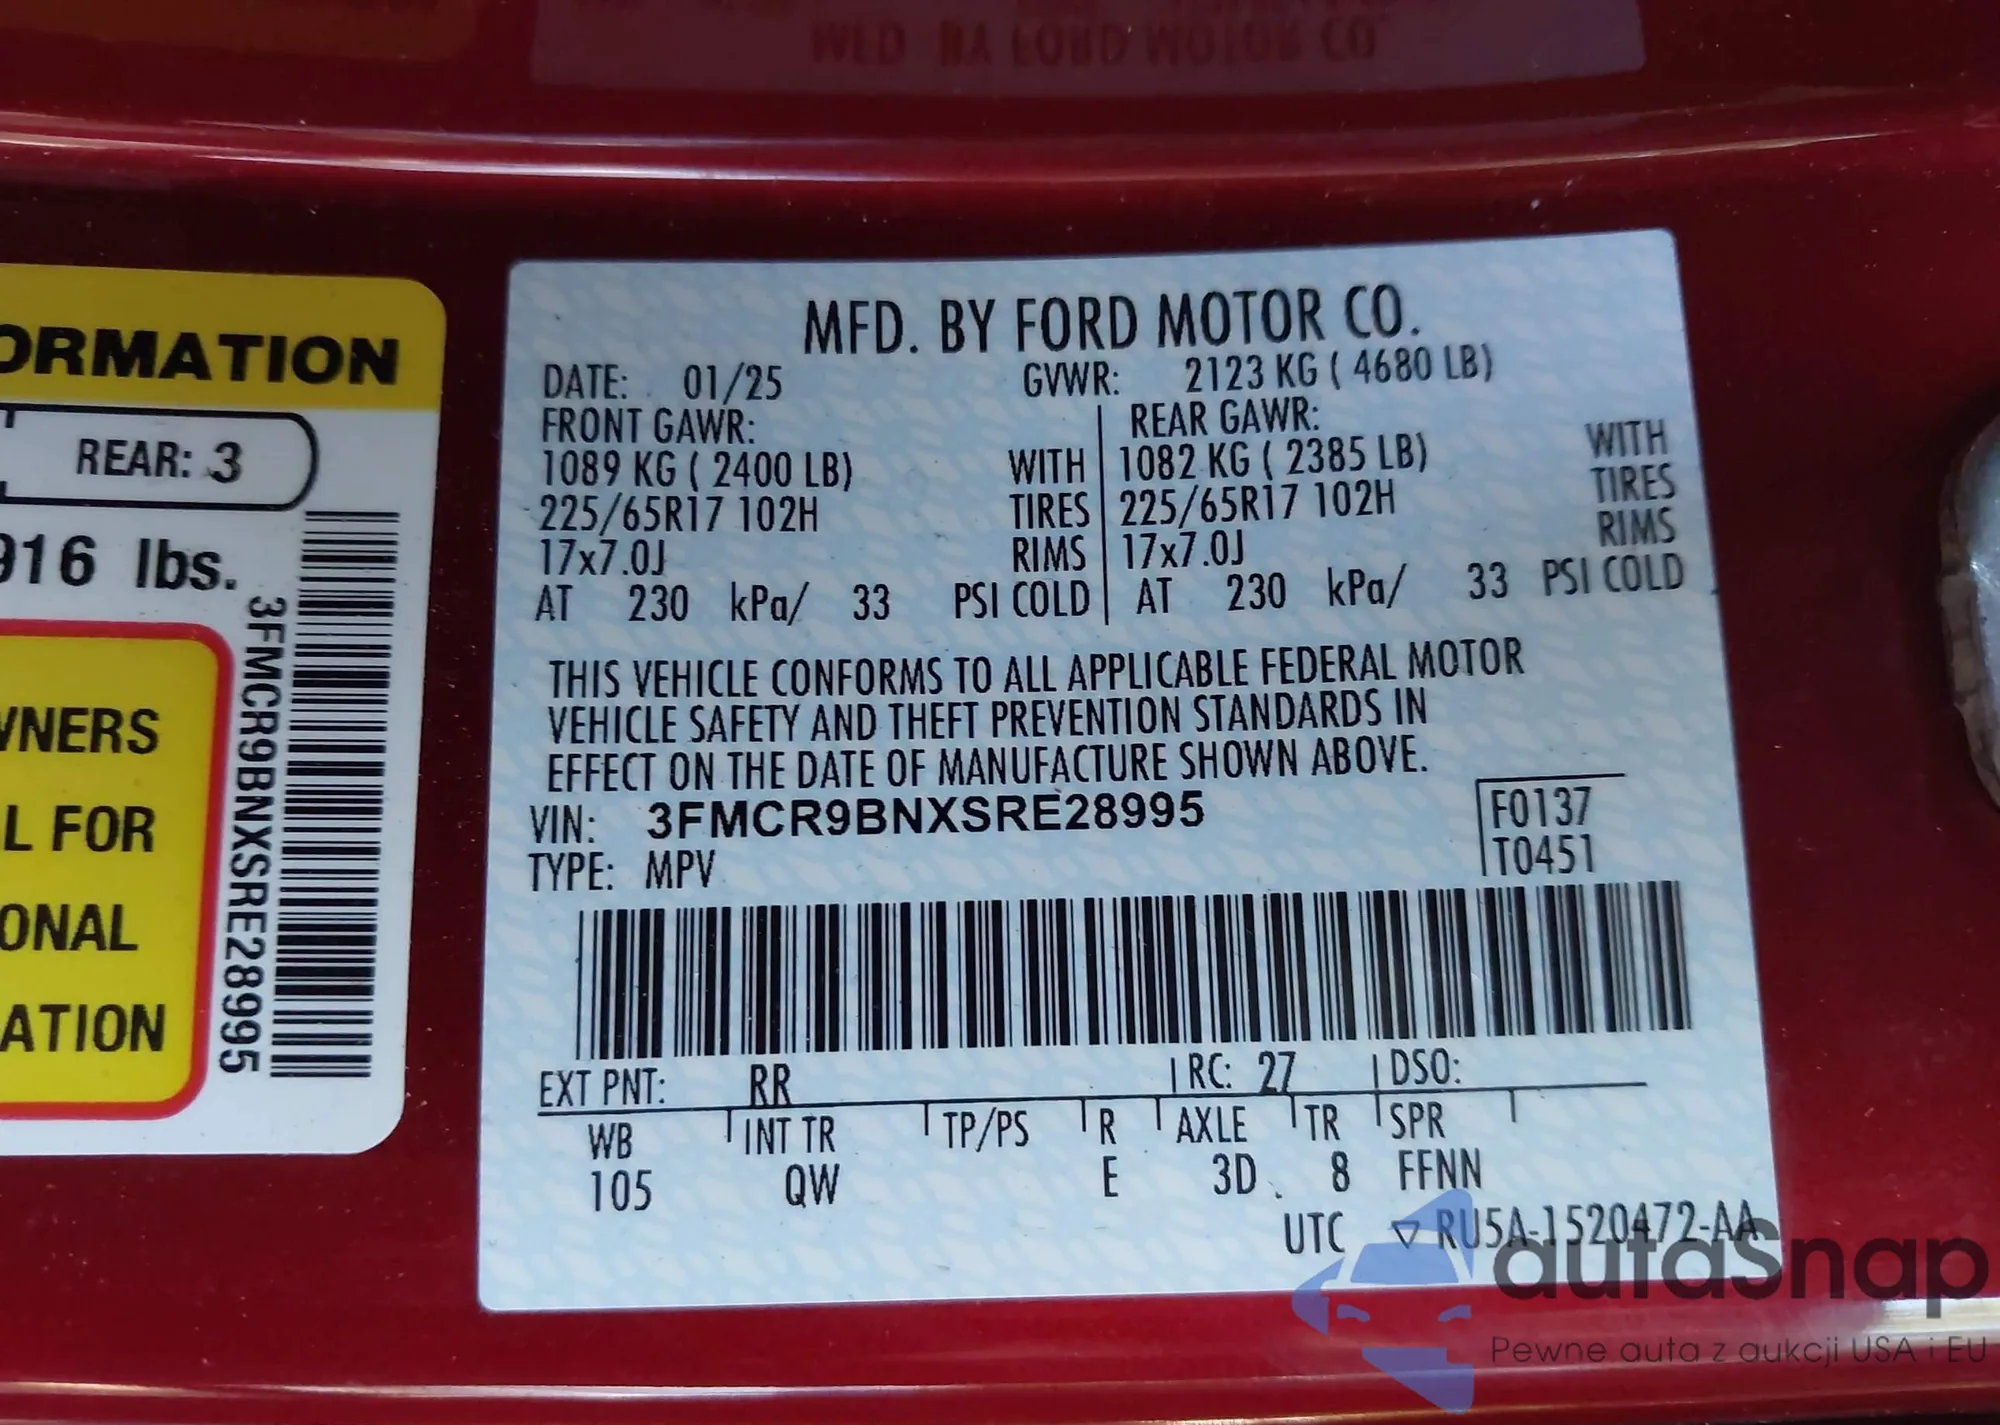 MFD. BY FORD MOTOR CO.
ORMATION
REAR: 3
916 lbs.
WNERS
L FOR
ONAL
ATION
3FMCR9BNXSRE28995
MFD. BY FORD MOTOR CO.
DATE: 01/25 GVWR: 2123 KG ( 4680 LB)
FRONT GAWR: REAR GAWR:
1089 KG ( 2400 LB) WITH 1082 KG ( 2385 LB) WITH
225/65R17 102H TIRES 225/65R17 102H TIRES
17x7.0J RIMS 17x7.0J RIMS
AT 230 kPa/ 33 PSI COLD AT 230 kPa/ 33 PSI COLD
THIS VEHICLE CONFORMS TO ALL APPLICABLE FEDERAL MOTOR
VEHICLE SAFETY AND THEFT PREVENTION STANDARDS IN
EFFECT ON THE DATE OF MANUFACTURE SHOWN ABOVE.
VIN: 3FMCR9BNXSRE28995 F0137
TYPE: MPV T0451
EXT PNT: RR RC: 27 DSO:
WB INT TR TP/PS R AXLE TR SPR
105 QW E 3D 8 FFNN
UTC ▽ RU5A-1520472-AA
autaSnap
Pewne auta z aukcji USA i EU